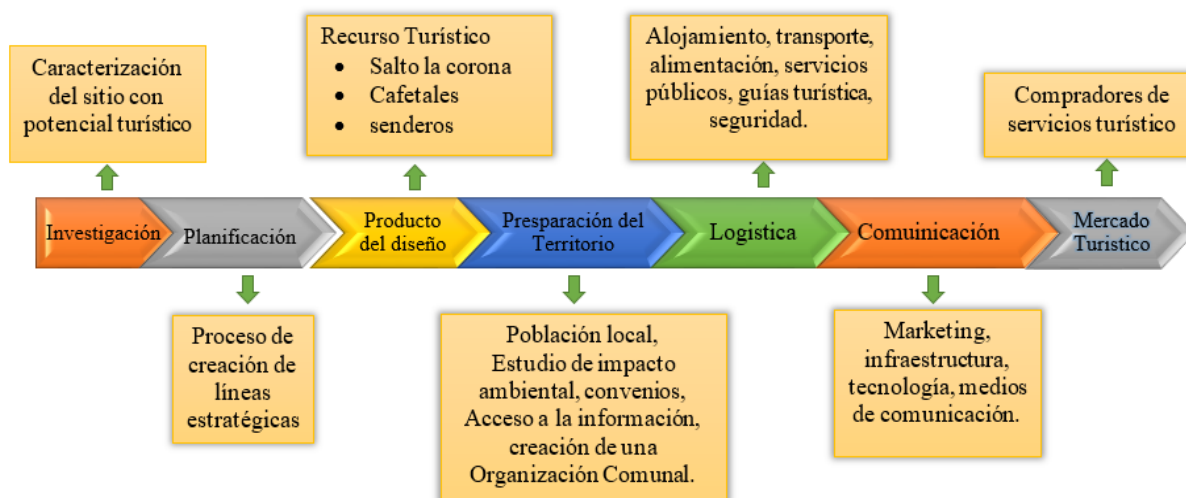 Caracterización
del sitio con
potencial turístico
Recurso Turístico
• Salto la corona
• Cafetales
• senderos
Alojamiento, transporte,
alimentación, servicios
públicos, guías turística,
seguridad.
Compradores de
servicios turístico
Investigación
Planificación
Producto
del diseño
Presparación del
Territorio
Logistica
Comuinicación
Mercado
Turistico
Proceso de
creación de
líneas
estratégicas
Población local,
Estudio de impacto
ambiental, convenios,
Acceso a la información,
creación de una
Organización Comunal.
Marketing,
infraestructura,
tecnología, medios
de comunicación.